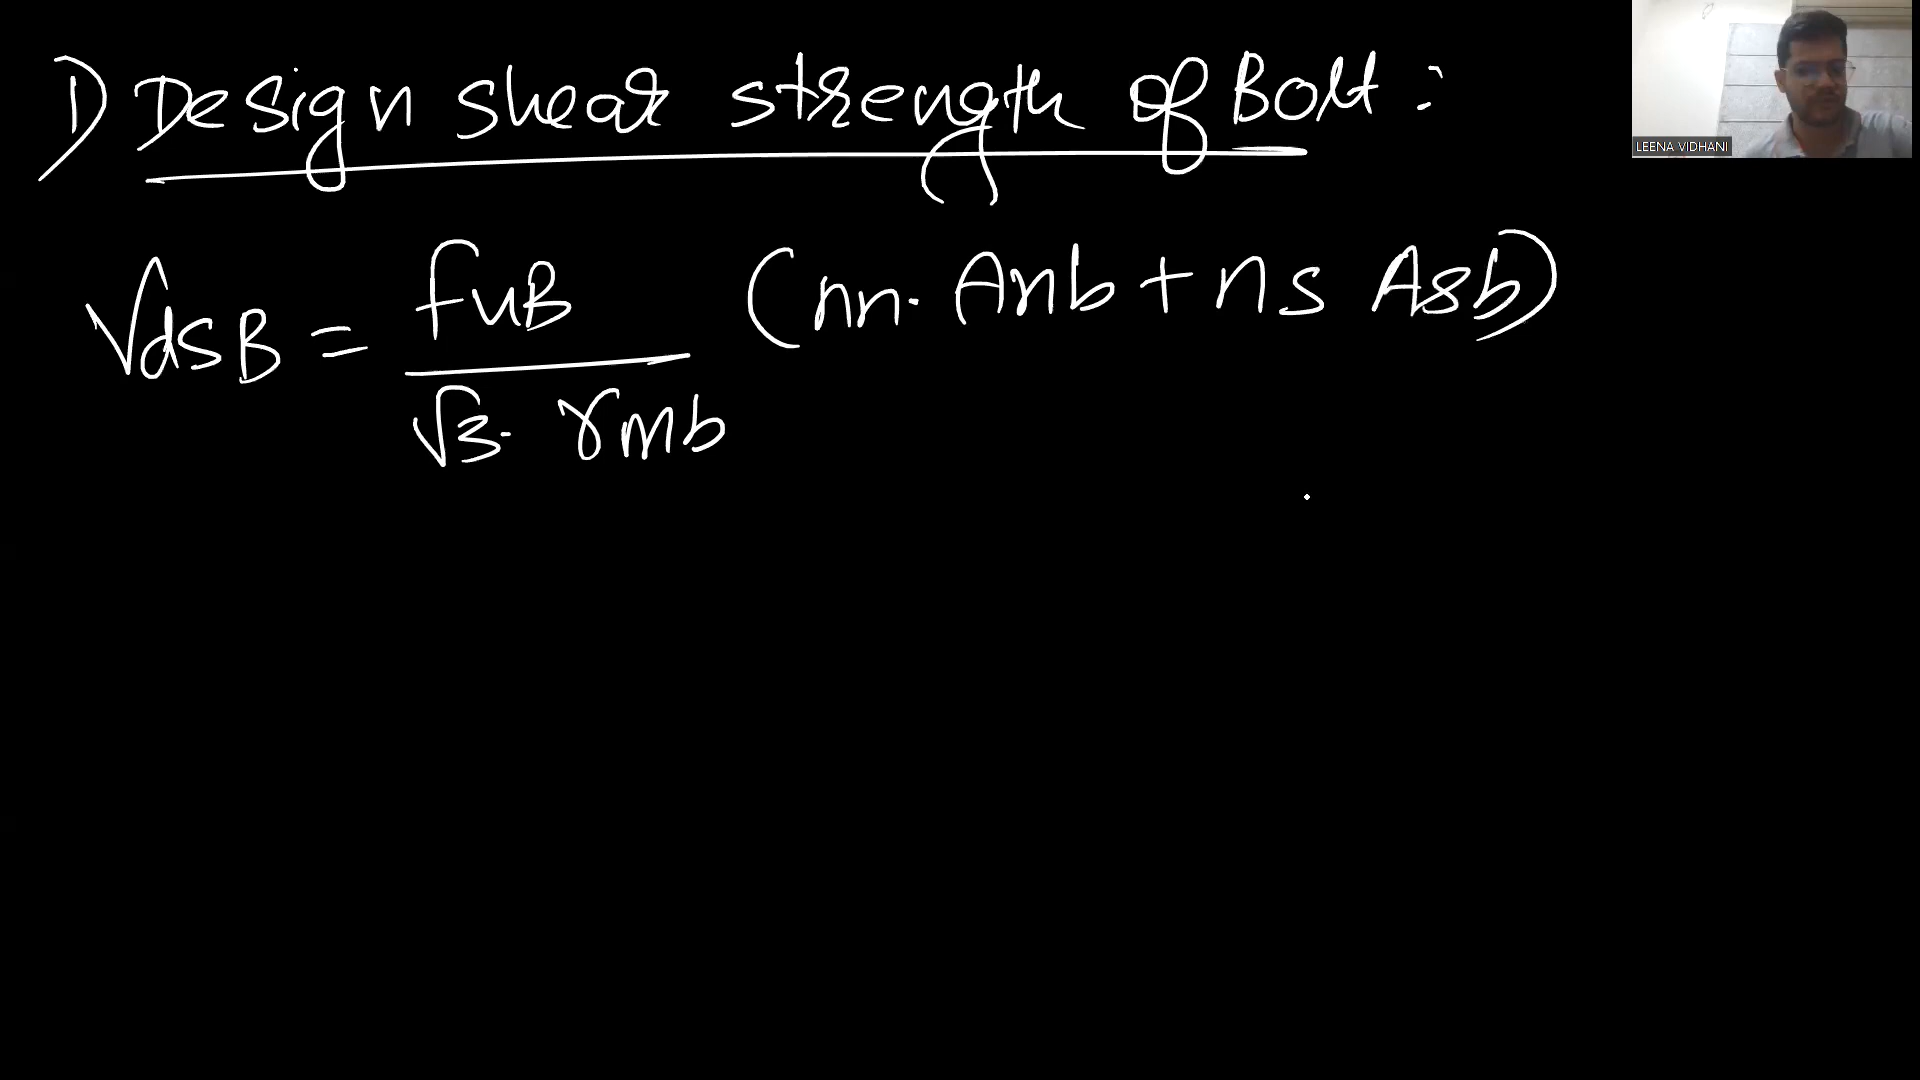 1) Design shear strength of Bolt :
LEENA VIDHANI
VdsB = fuB / √3 · γmb (nn · Anb + ns Asb)